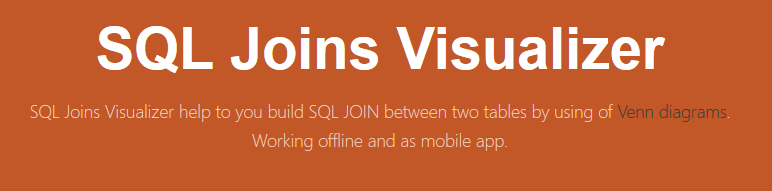 SQL Joins Visualizer
SQL Joins Visualizer help to you build SQL JOIN between two tables by using of Venn diagrams.
Working offline and as mobile app.